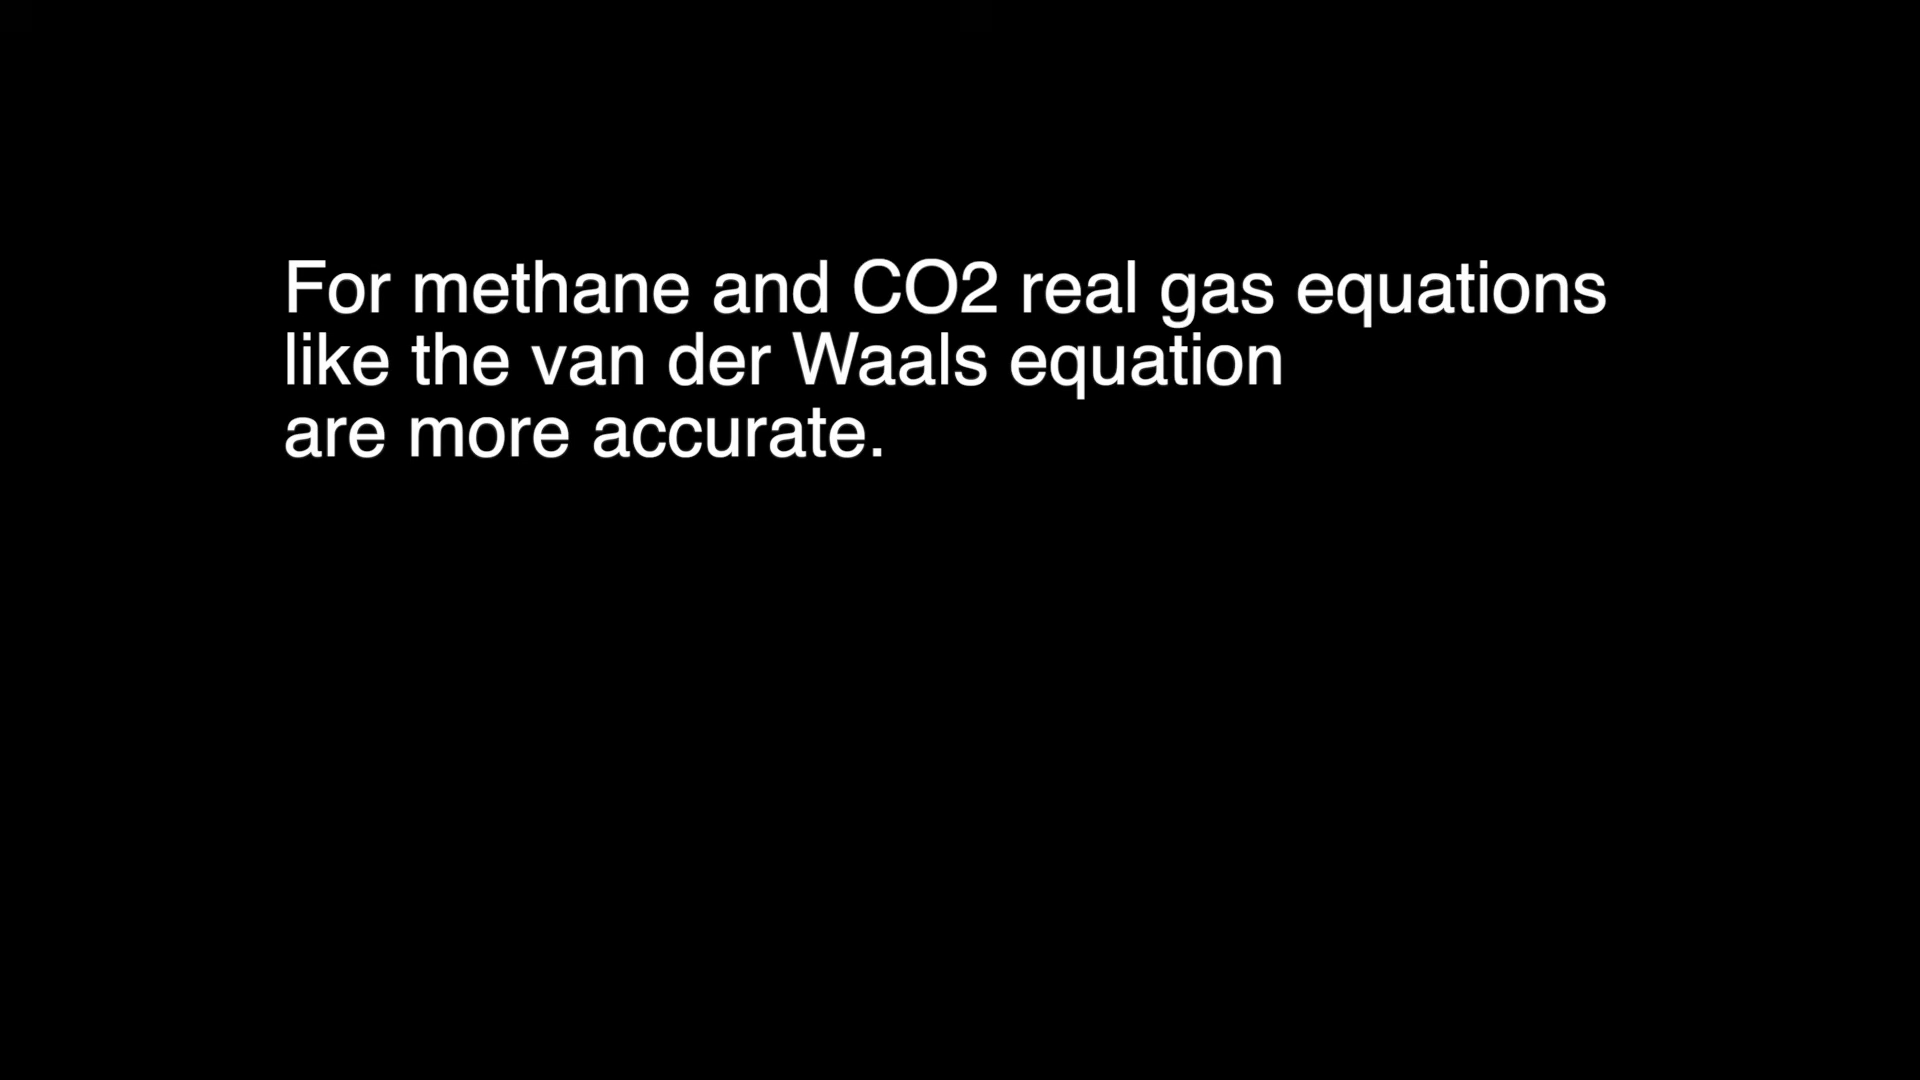 For methane and CO2 real gas equations
like the van der Waals equation
are more accurate.